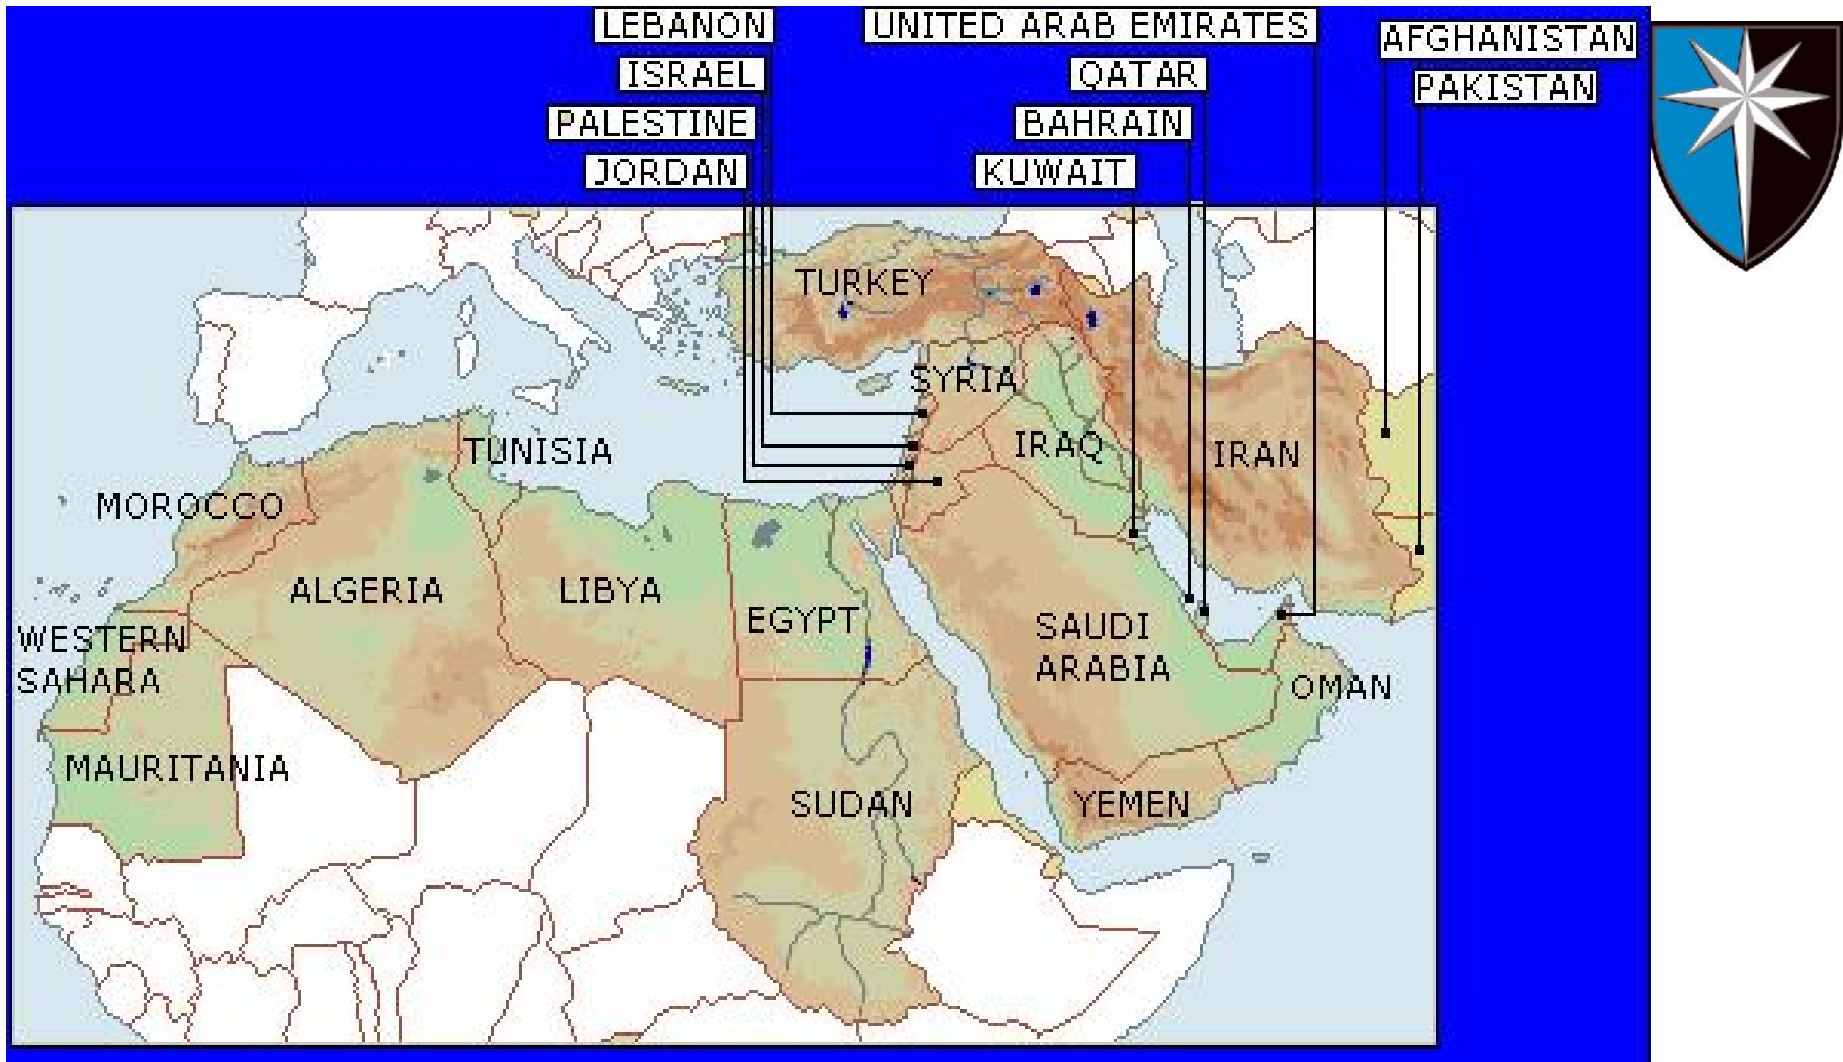 LEBANON
UNITED ARAB EMIRATES
AFGHANISTAN
ISRAEL
QATAR
PAKISTAN
PALESTINE
BAHRAIN
JORDAN
KUWAIT
TURKEY
SYRIA
IRAQ
IRAN
TUNISIA
MOROCCO
ALGERIA
LIBYA
EGYPT
SAUDI
ARABIA
WESTERN
SAHARA
OMAN
MAURITANIA
SUDAN
YEMEN